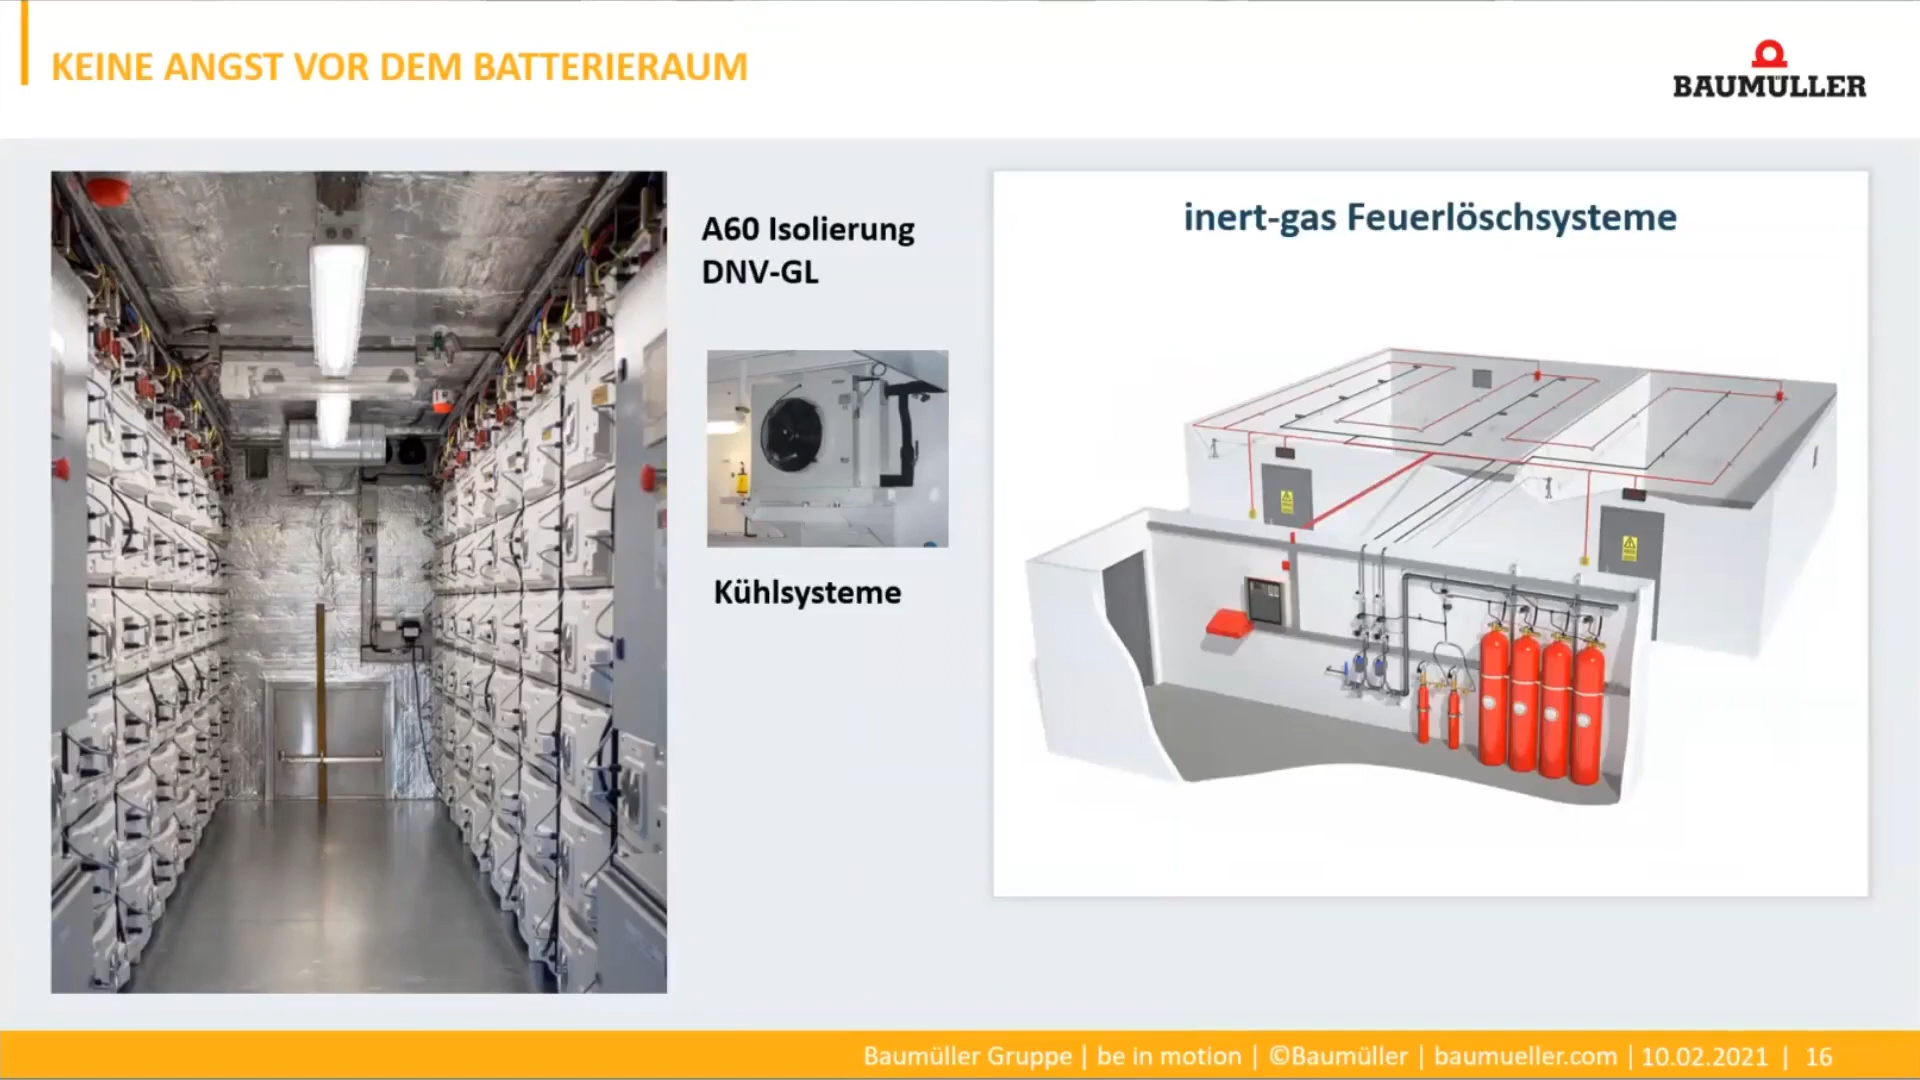 KEINE ANGST VOR DEM BATTERIERAUM
BAUMÜLLER
A60 Isolierung
DNV-GL
Kühlsysteme
inert-gas Feuerlöschsysteme
Baumüller Gruppe | be in motion | ©Baumüller | baumueller.com | 10.02.2021 | 16